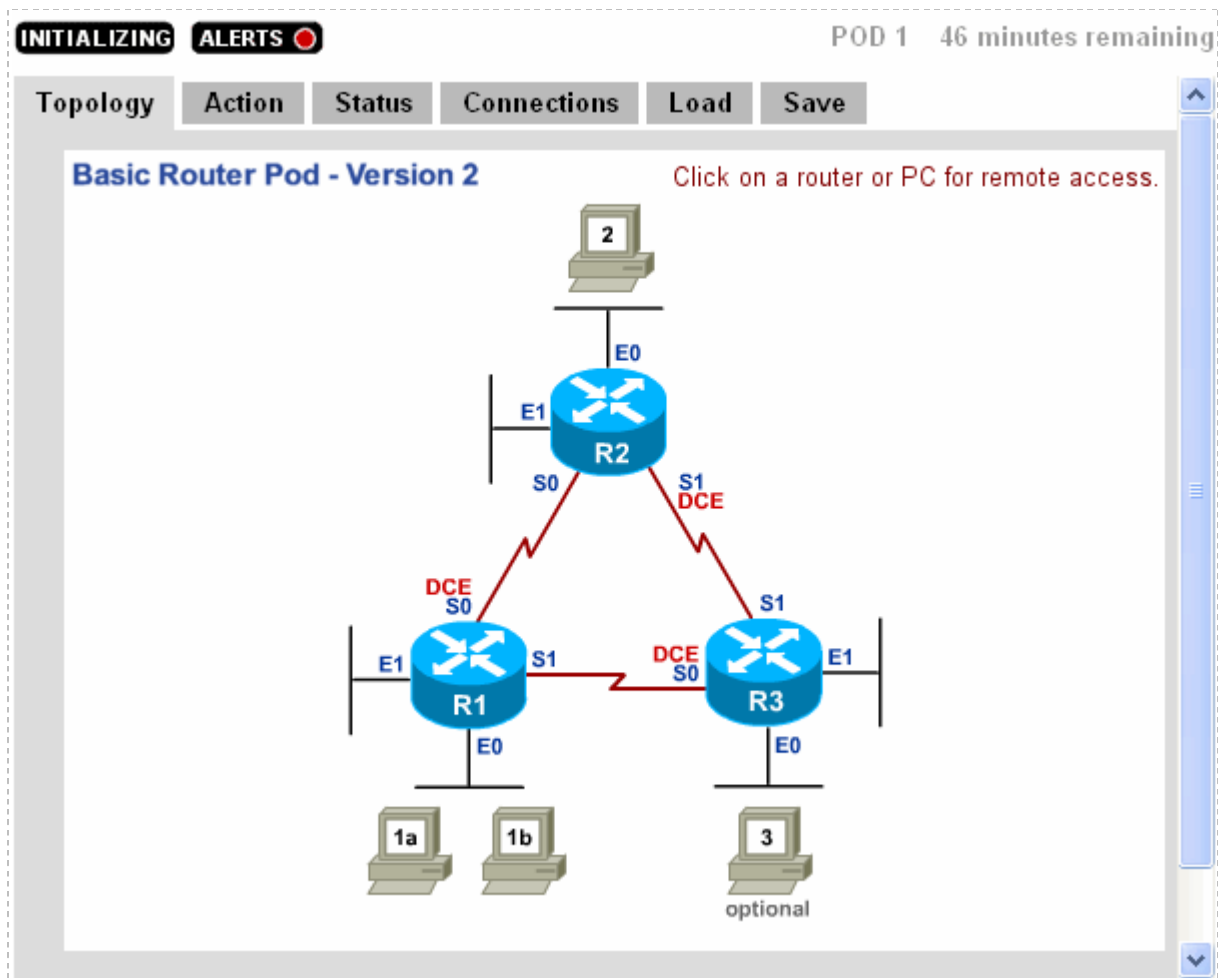 INITIALIZING ALERTS POD 1 46 minutes remaining
Topology Action Status Connections Load Save
Basic Router Pod - Version 2 Click on a router or PC for remote access.
2
E0
E1
R2
S0 S1
DCE
DCE
S0 S1
E1 S1 DCE
S0 E1
R1 R3
E0 E0
1a 1b 3
optional